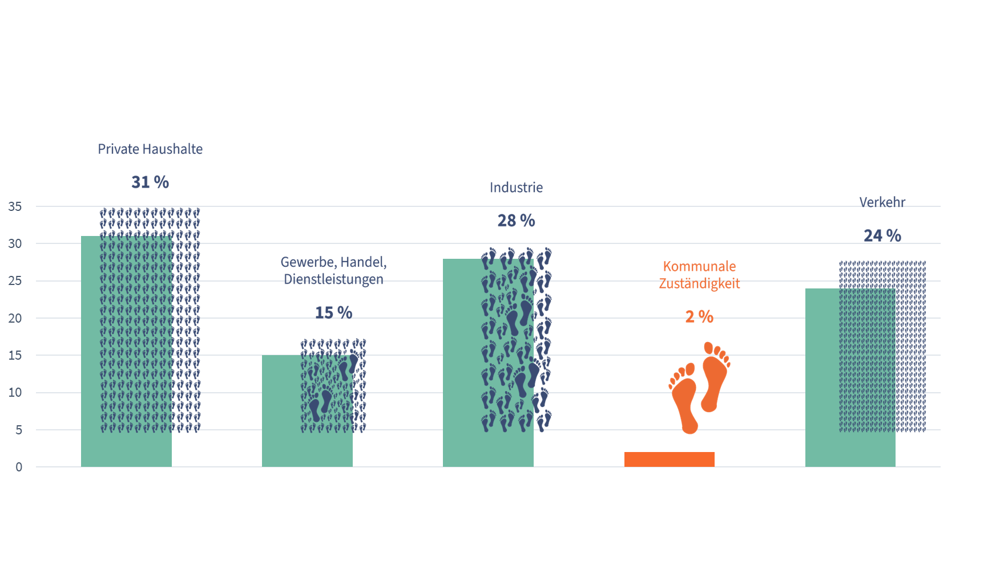 Private Haushalte
31 %
Gewerbe, Handel,
Dienstleistungen
15 %
Industrie
28 %
Kommunale
Zuständigkeit
2 %
Verkehr
24 %
35
30
25
20
15
10
5
0